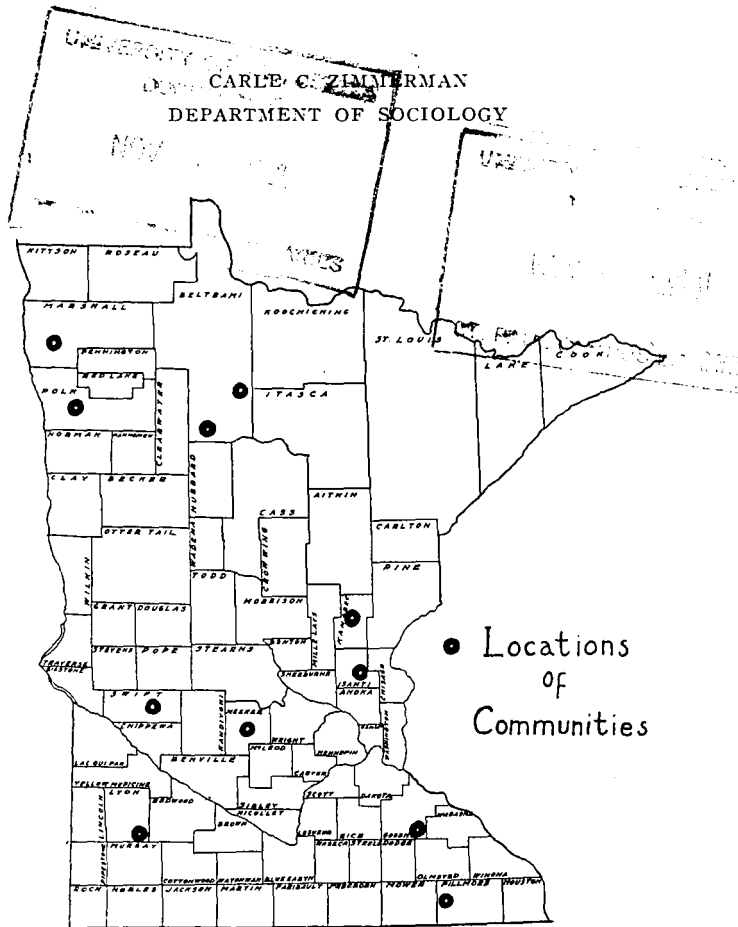 UNIVERSITY
CARLE C. ZIMMERMAN
DEPARTMENT OF SOCIOLOGY
NOV
KITTSON ROSEAU
BELTRAMI
MARSHALL KOOCHICHING
ST. LOUIS
COOK
LAKE
PENNINGTON
RED LAKE
POLK
CLEARWATER
ITASCA
NORMAN MAHNOMEN
HUBBARD
CLAY BECKER
CASS
AITKIN
CARLTON
OTTER TAIL
WADENA
CROW WING
PINE
WILKIN
TODD
MORRISON
MILLE LACS
KANABEC
GRANT DOUGLAS
BENTON
STEVENS POPE STEARNS
TRAVERSE
BIGSTONE
SHERBURNE
ISANTI
ANOKA
CHISAGO
Locations
of
Communities
SWIFT
KANDIYOHI
MEEKER
CHIPPEWA
WRIGHT
HENNEPIN
WASHINGTON
LAC QUI PAR
RENVILLE
McLEOD
CARVER
YELLOW MEDICINE
SCOTT
DAKOTA
LINCOLN
LYON
REDWOOD
SIBLEY
NICOLLET
BROWN
LESUEUR
RICE
GOODHUE
WABASHA
PIPESTONE
MURRAY
WASECA STEELE DODGE
COTTONWOOD WATONWAN BLUE EARTH
OLMSTED WINONA
ROCK NOBLES JACKSON MARTIN FARIBAULT FREEBORN MOWER FILLMORE HOUSTON